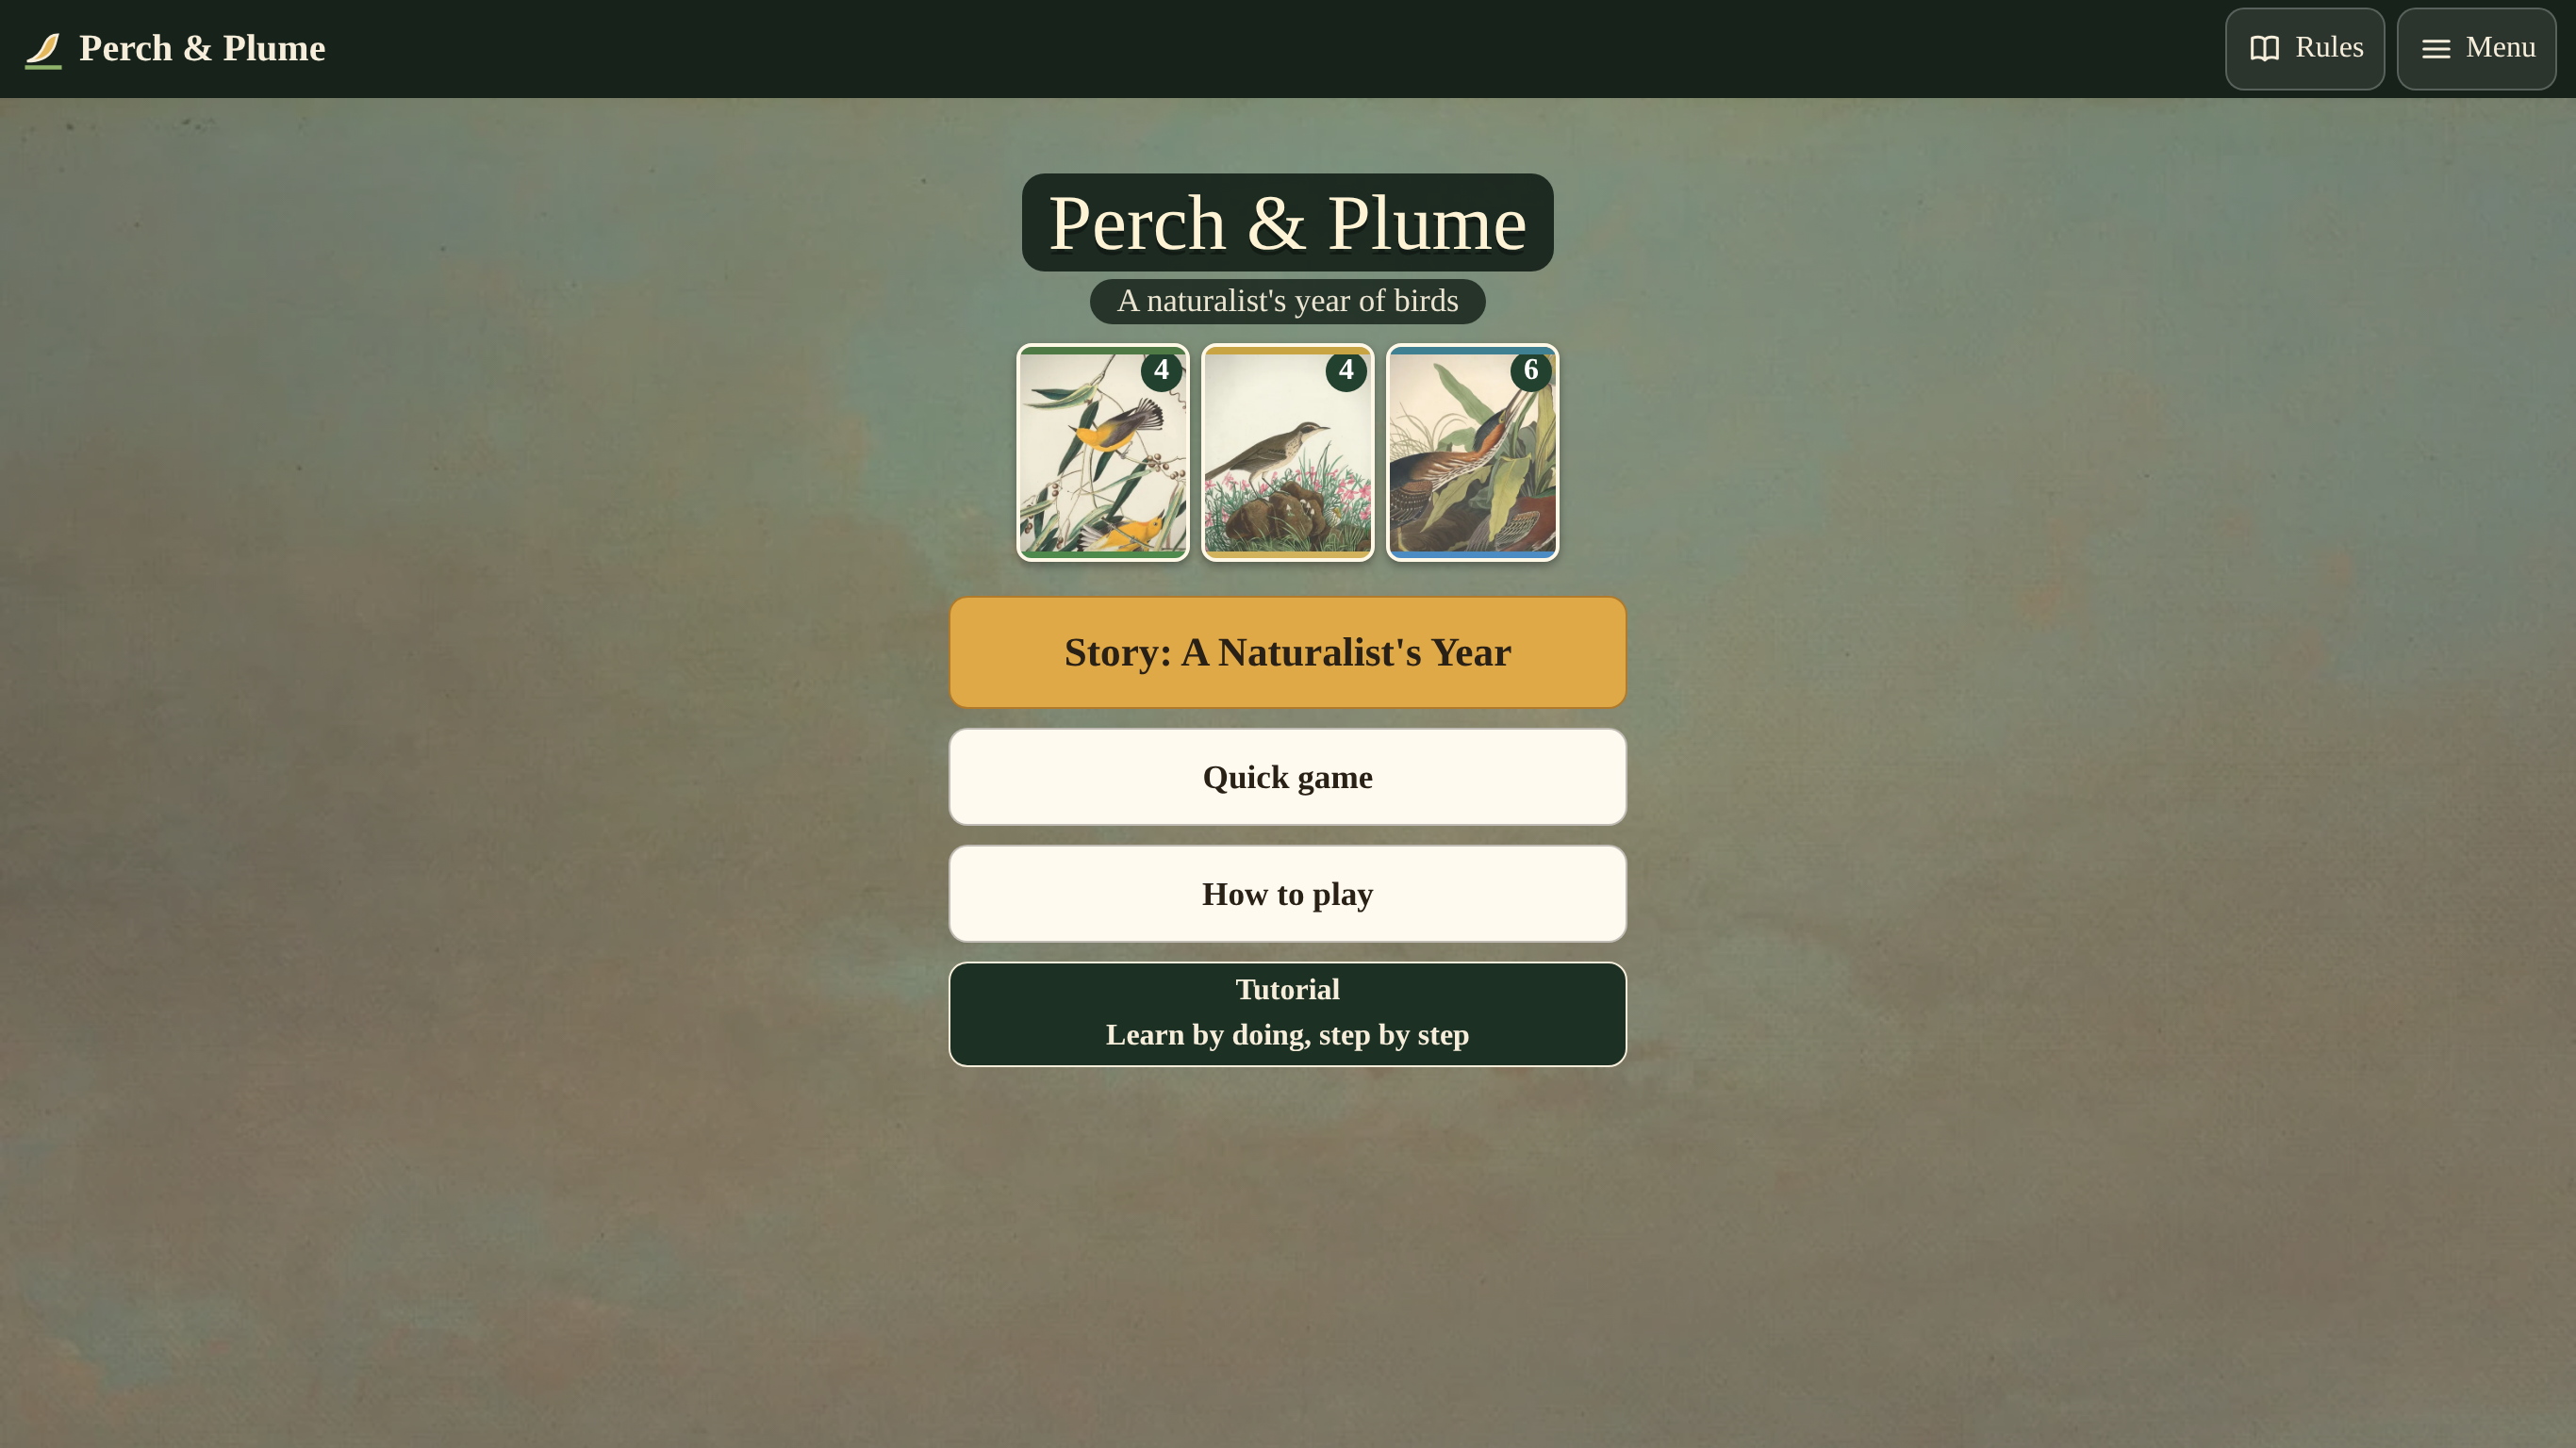 Perch & Plume
Rules
Menu
Perch & Plume
A naturalist's year of birds
4
4
6
Story: A Naturalist's Year
Quick game
How to play
Tutorial
Learn by doing, step by step